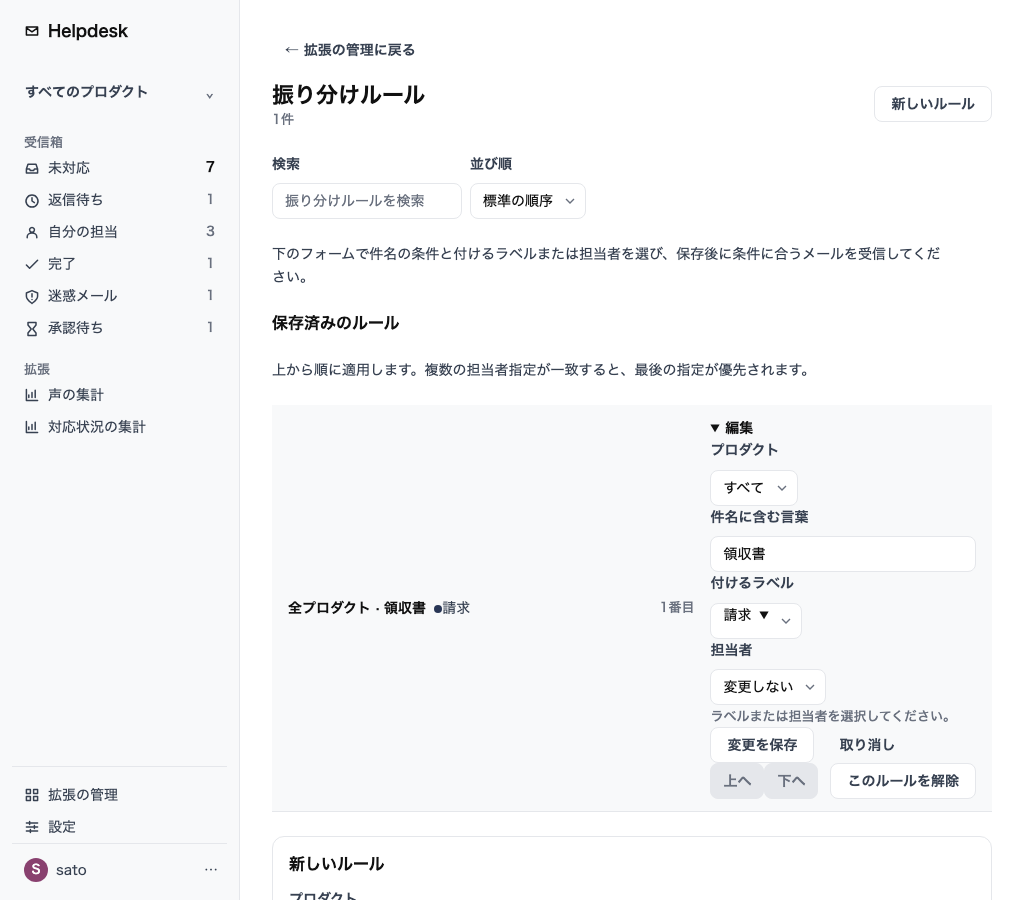 Helpdesk
すべてのプロダクト
受信箱
未対応 7
返信待ち 1
自分の担当 3
完了 1
迷惑メール 1
承認待ち 1
拡張
声の集計
対応状況の集計
拡張の管理
設定
S sato ...
← 拡張の管理に戻る
振り分けルール
1件
新しいルール
検索
振り分けルールを検索
並び順
標準の順序
下のフォームで件名の条件と付けるラベルまたは担当者を選び、保存後に条件に合うメールを受信してくだ
さい。
保存済みのルール
上から順に適用します。複数の担当者指定が一致すると、最後の指定が優先されます。
全プロダクト · 領収書 ●請求
1番目
▼ 編集
プロダクト
すべて
件名に含む言葉
領収書
付けるラベル
請求 ▼
担当者
変更しない
ラベルまたは担当者を選択してください。
変更を保存 取り消し
上へ 下へ このルールを解除
新しいルール
プロダクト